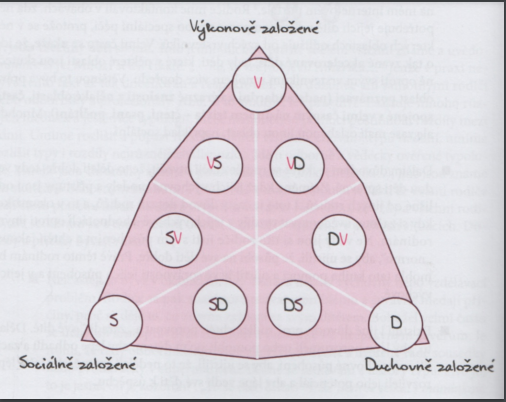 Výkonově založené
V
VS
VD
SV
DV
SD
DS
S
D
Sociálně založené
Duchovně založené